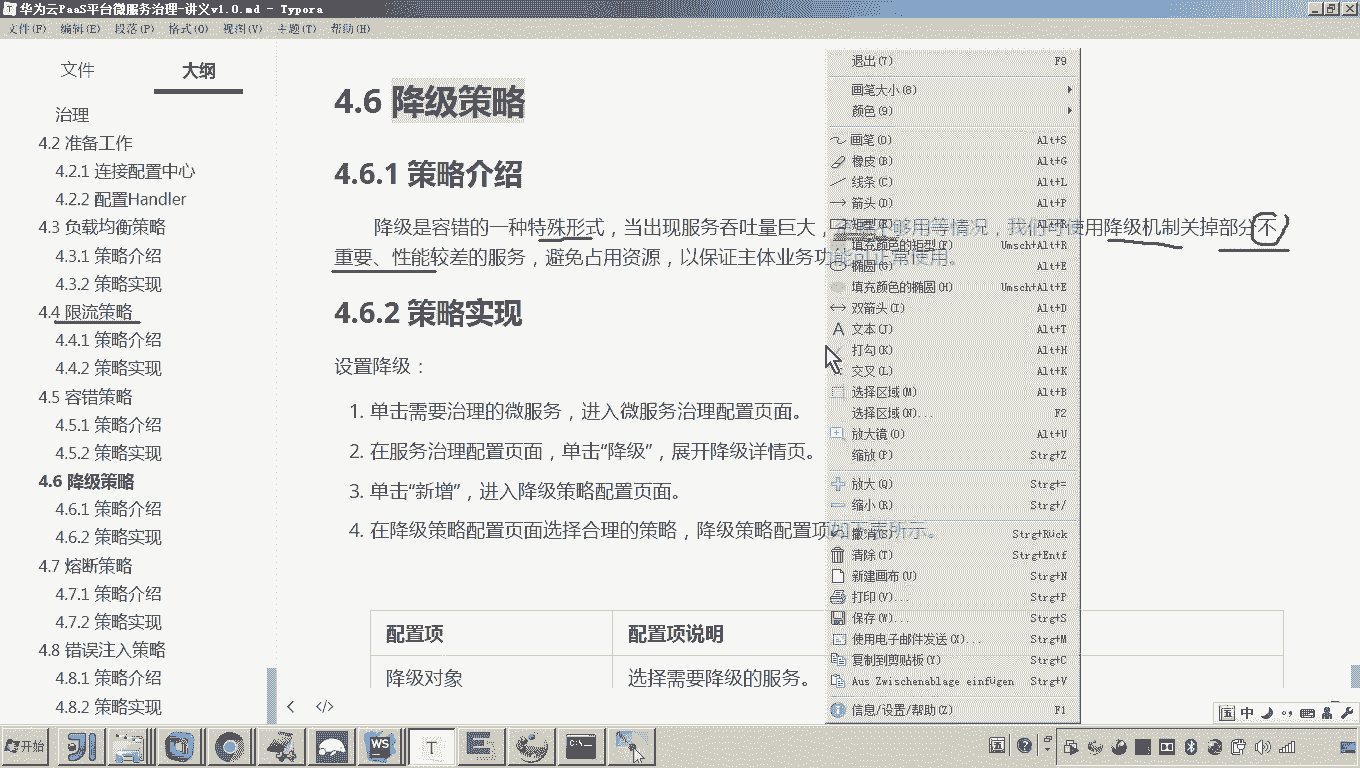 华为云PaaS平台微服务治理-讲义v1.0.md - Typora
文件(F) 编辑(E) 段落(P) 格式(O) 视图(V) 主题(T) 帮助(H)
文件 大纲
治理
4.2 准备工作
4.2.1 连接配置中心
4.2.2 配置Handler
4.3 负载均衡策略
4.3.1 策略介绍
4.3.2 策略实现
4.4 限流策略
4.4.1 策略介绍
4.4.2 策略实现
4.5 容错策略
4.5.1 策略介绍
4.5.2 策略实现
4.6 降级策略
4.6.1 策略介绍
4.6.2 策略实现
4.7 熔断策略
4.7.1 策略介绍
4.7.2 策略实现
4.8 错误注入策略
4.8.1 策略介绍
4.8.2 策略实现
4.6 降级策略
4.6.1 策略介绍
降级是容错的一种特殊形式，当出现服务吞吐量巨大，不够用等情况，我们可使用降级机制关掉部分不
重要、性能较差的服务，避免占用资源，以保证主体业务功能可正常使用。
4.6.2 策略实现
设置降级：
1. 单击需要治理的微服务，进入微服务治理配置页面。
2. 在服务治理配置页面，单击“降级”，展开降级详情页。
3. 单击“新增”，进入降级策略配置页面。
4. 在降级策略配置页面选择合理的策略，降级策略配置项如下表所示。
配置项 配置项说明
降级对象 选择需要降级的服务。
</>
退出(7) F9
画笔大小(8)
颜色(9)
画笔(D) Alt+S
橡皮(B) Alt+G
线条(C) Alt+L
箭头(D) Alt+P
矩型(E) Alt+R
填充颜色的矩型(F) Umsch+Alt+R
椭圆(G) Alt+E
填充颜色的椭圆(H) Umsch+Alt+E
双箭头(I) Alt+D
文本(J) Alt+T
打勾(K) Alt+H
交叉(L) Alt+K
选择区域(M) Alt+B
选择区域(N)... F2
放大镜(O) Alt+U
缩放(P) Strg+Z
放大(Q) Strg+=
缩小(R) Strg+/
撤消(S) Strg+Rück
清除(T) Strg+Entf
新建画布(U) Strg+N
打印(V)... Strg+P
保存(W)... Strg+S
使用电子邮件发送(X)... Strg+M
复制到剪贴板(Y) Strg+C
Aus Zwischenablage einfügen Strg+V
信息/设置/帮助(Z) F1
中
开始
WS
T
C:\